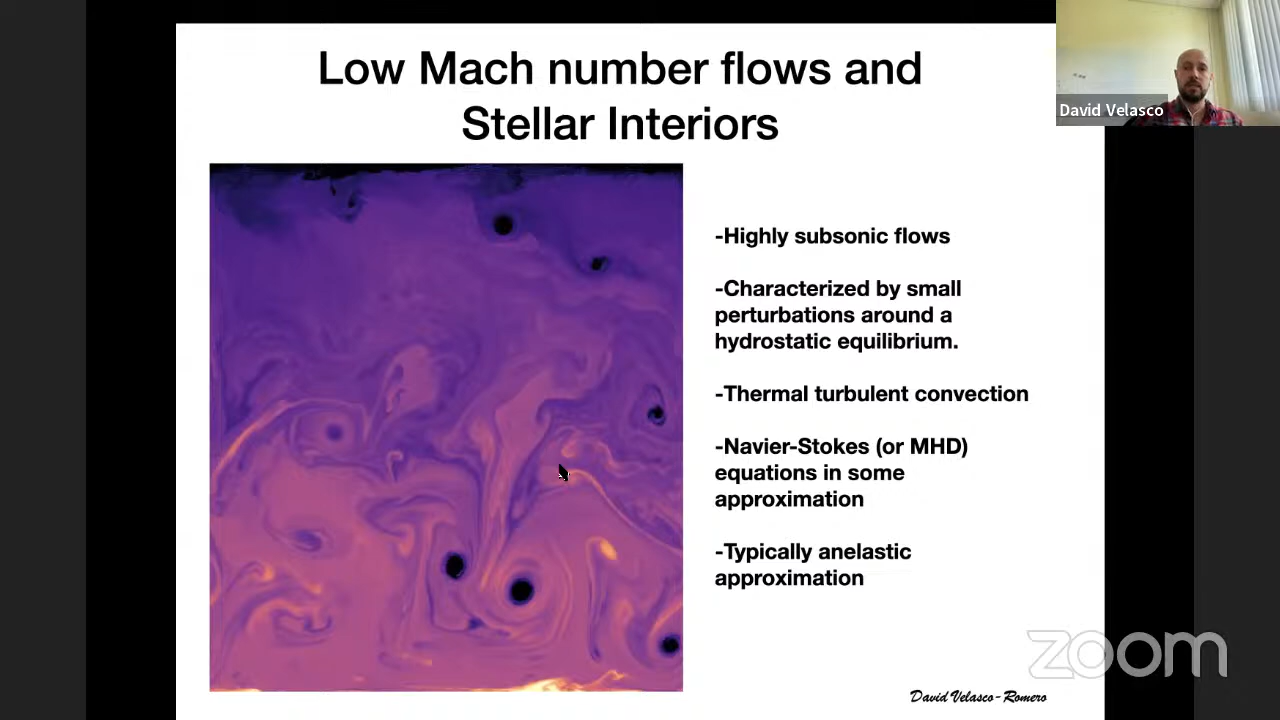 Low Mach number flows and
Stellar Interiors
David Velasco
-Highly subsonic flows
-Characterized by small
perturbations around a
hydrostatic equilibrium.
-Thermal turbulent convection
-Navier-Stokes (or MHD)
equations in some
approximation
-Typically anelastic
approximation
zoom
David Velasco-Romero